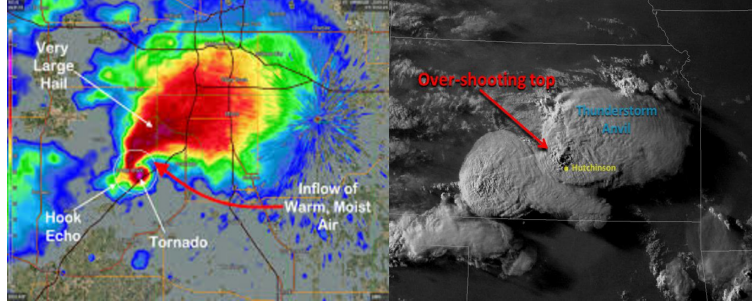 Very
Large
Hail
Hook
Echo
Tornado
Inflow of
Warm, Moist
Air
Over-shooting top
Thunderstorm
Anvil
Hutchinson